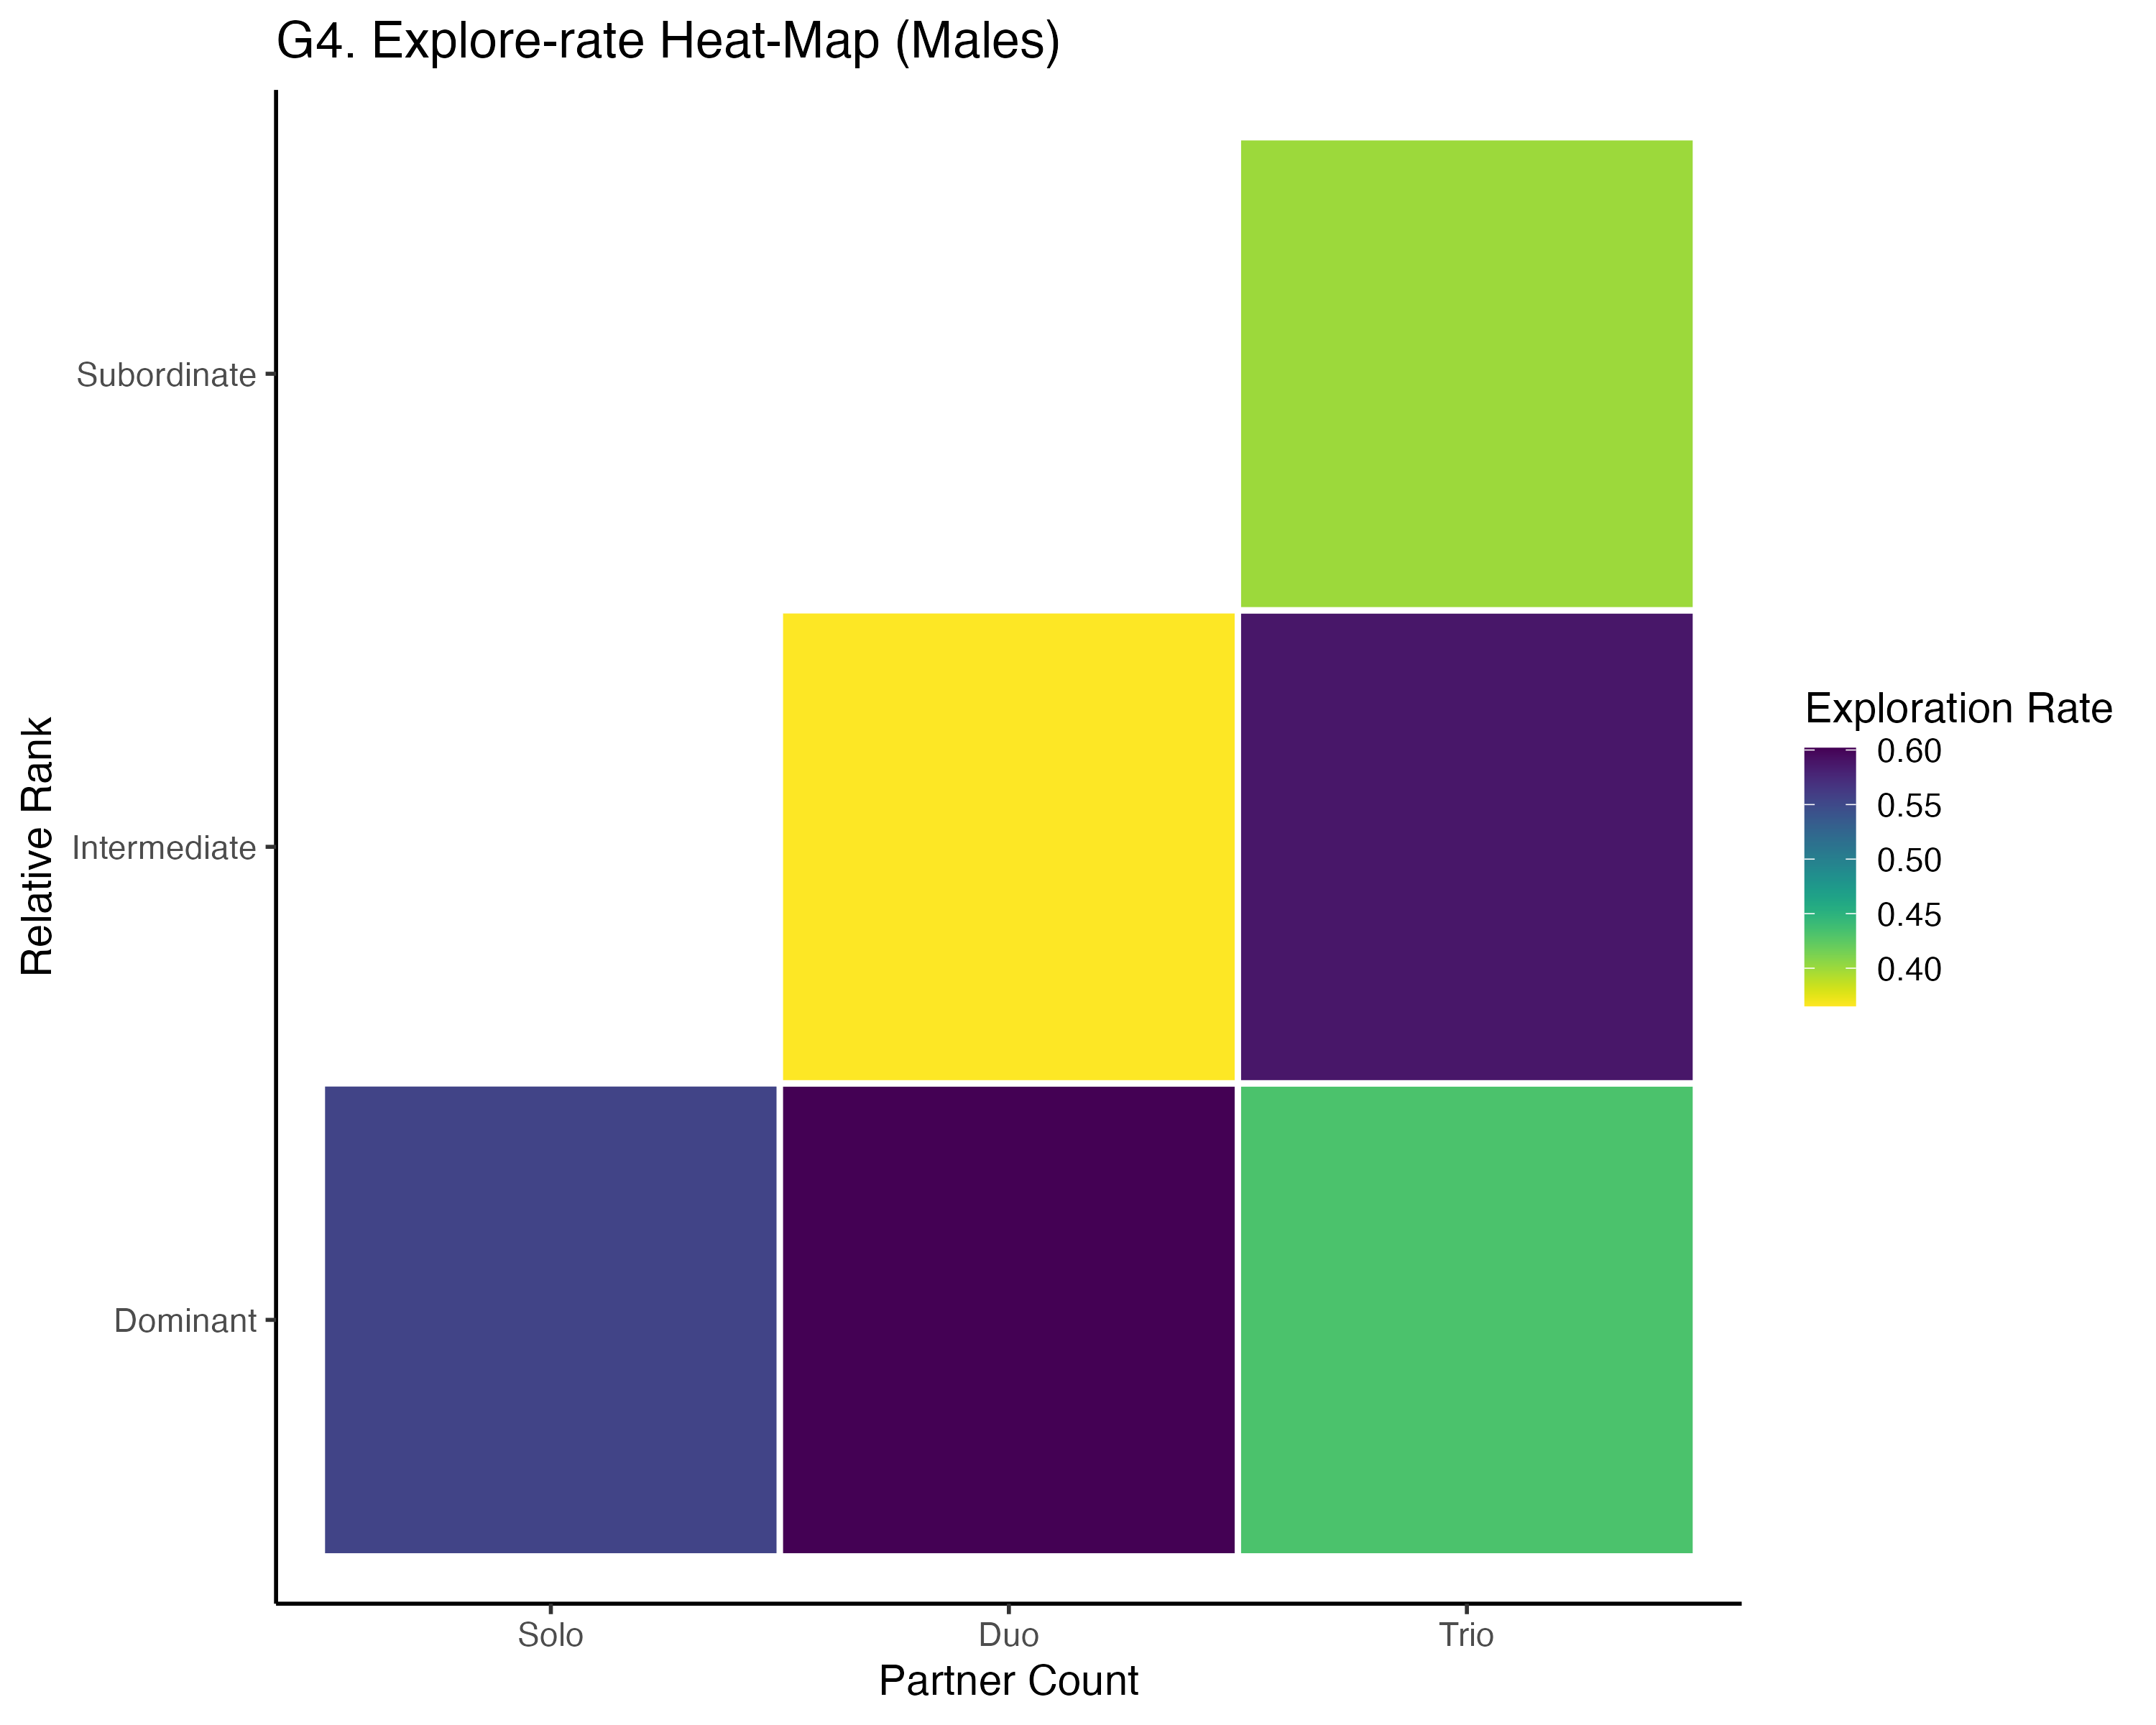 G4. Explore-rate Heat-Map (Males)
Relative Rank
Subordinate
Intermediate
Dominant
Solo
Duo
Trio
Partner Count
Exploration Rate
0.60
0.55
0.50
0.45
0.40